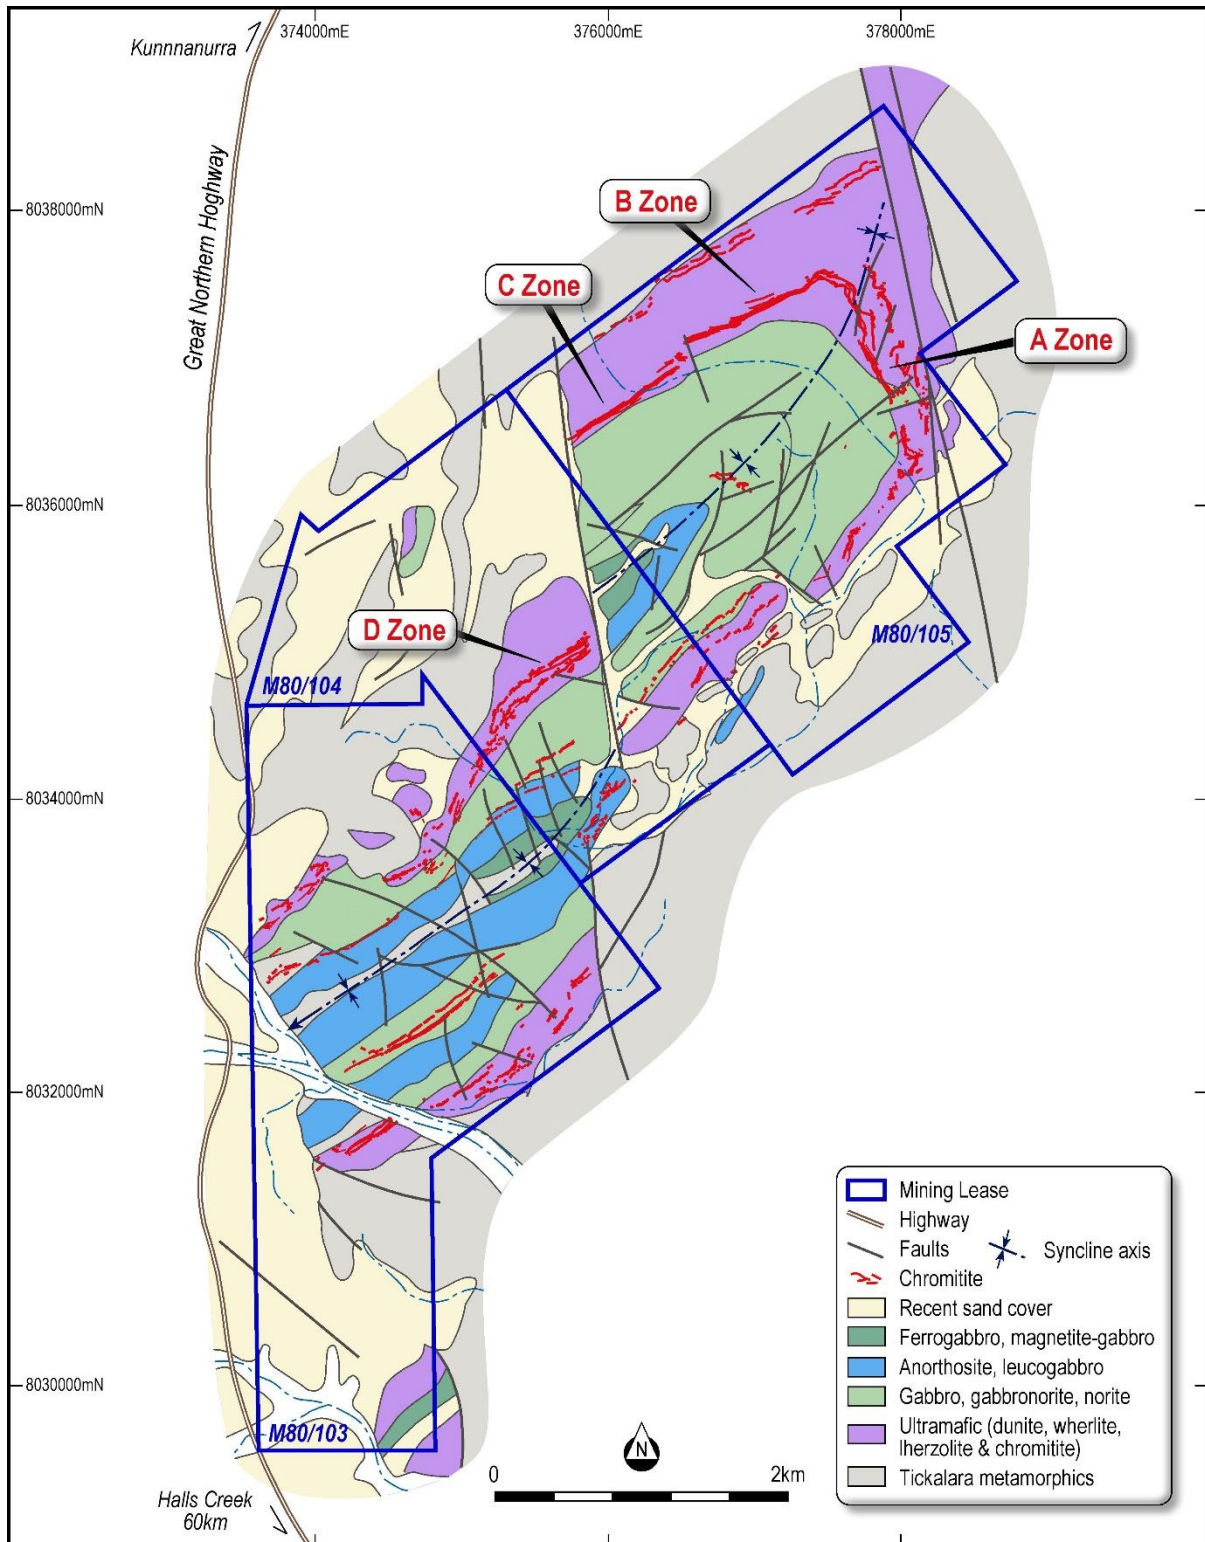 374000mE
376000mE
378000mE
Kunnnanurra
8038000mN
Great Northern Hoghway
B Zone
C Zone
A Zone
8036000mN
M80/105
D Zone
M80/104
8034000mN
8032000mN
8030000mN
M80/103
Halls Creek
60km
N
0
2km
Mining Lease
Highway
Faults
Syncline axis
Chromitite
Recent sand cover
Ferrogabbro, magnetite-gabbro
Anorthosite, leucogabbro
Gabbro, gabbronorite, norite
Ultramafic (dunite, wherlite,
lherzolite & chromitite)
Tickalara metamorphics